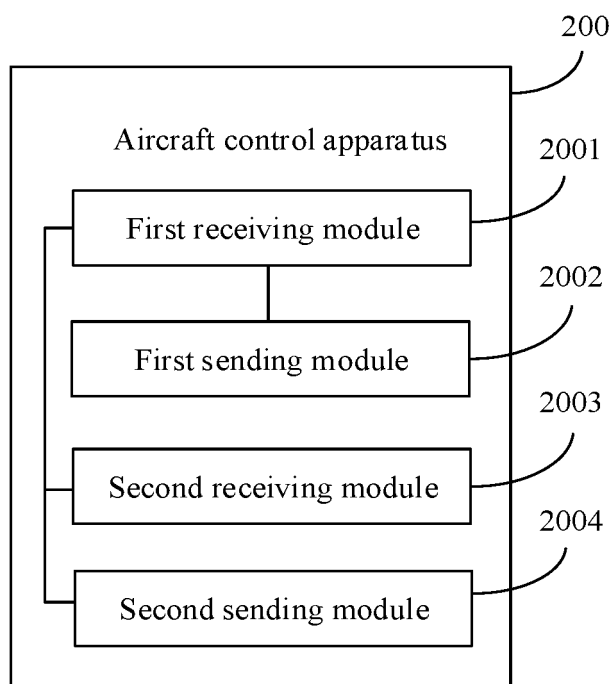 200
Aircraft control apparatus
2001
First receiving module
2002
First sending module
2003
Second receiving module
2004
Second sending module